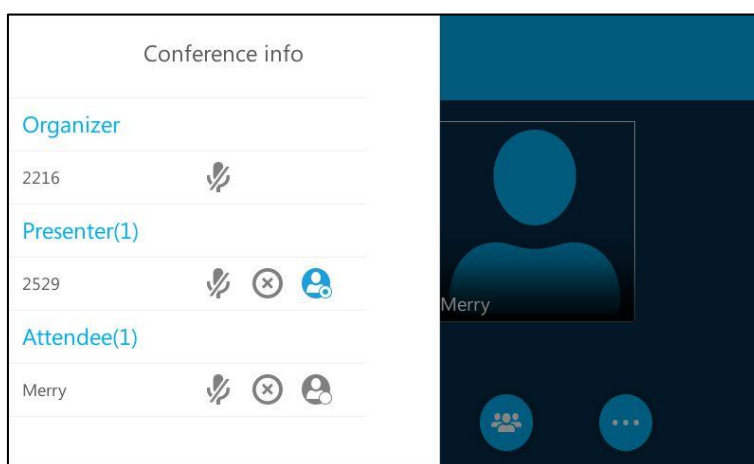 Conference info
Organizer
2216
Presenter(1)
2529
Attendee(1)
Merry
Merry